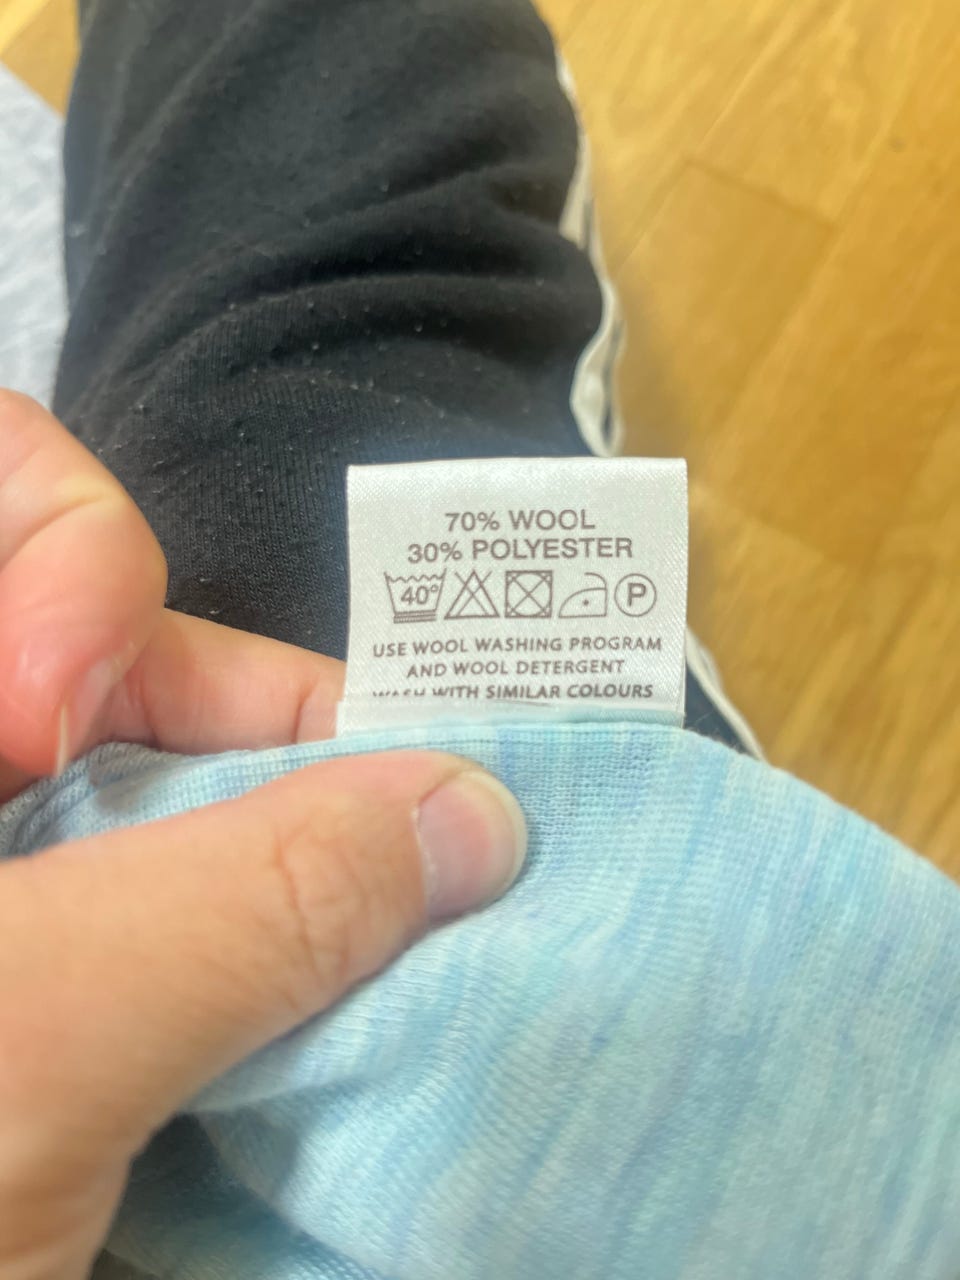 70% WOOL
30% POLYESTER
40° P
USE WOOL WASHING PROGRAM
AND WOOL DETERGENT
WASH WITH SIMILAR COLOURS